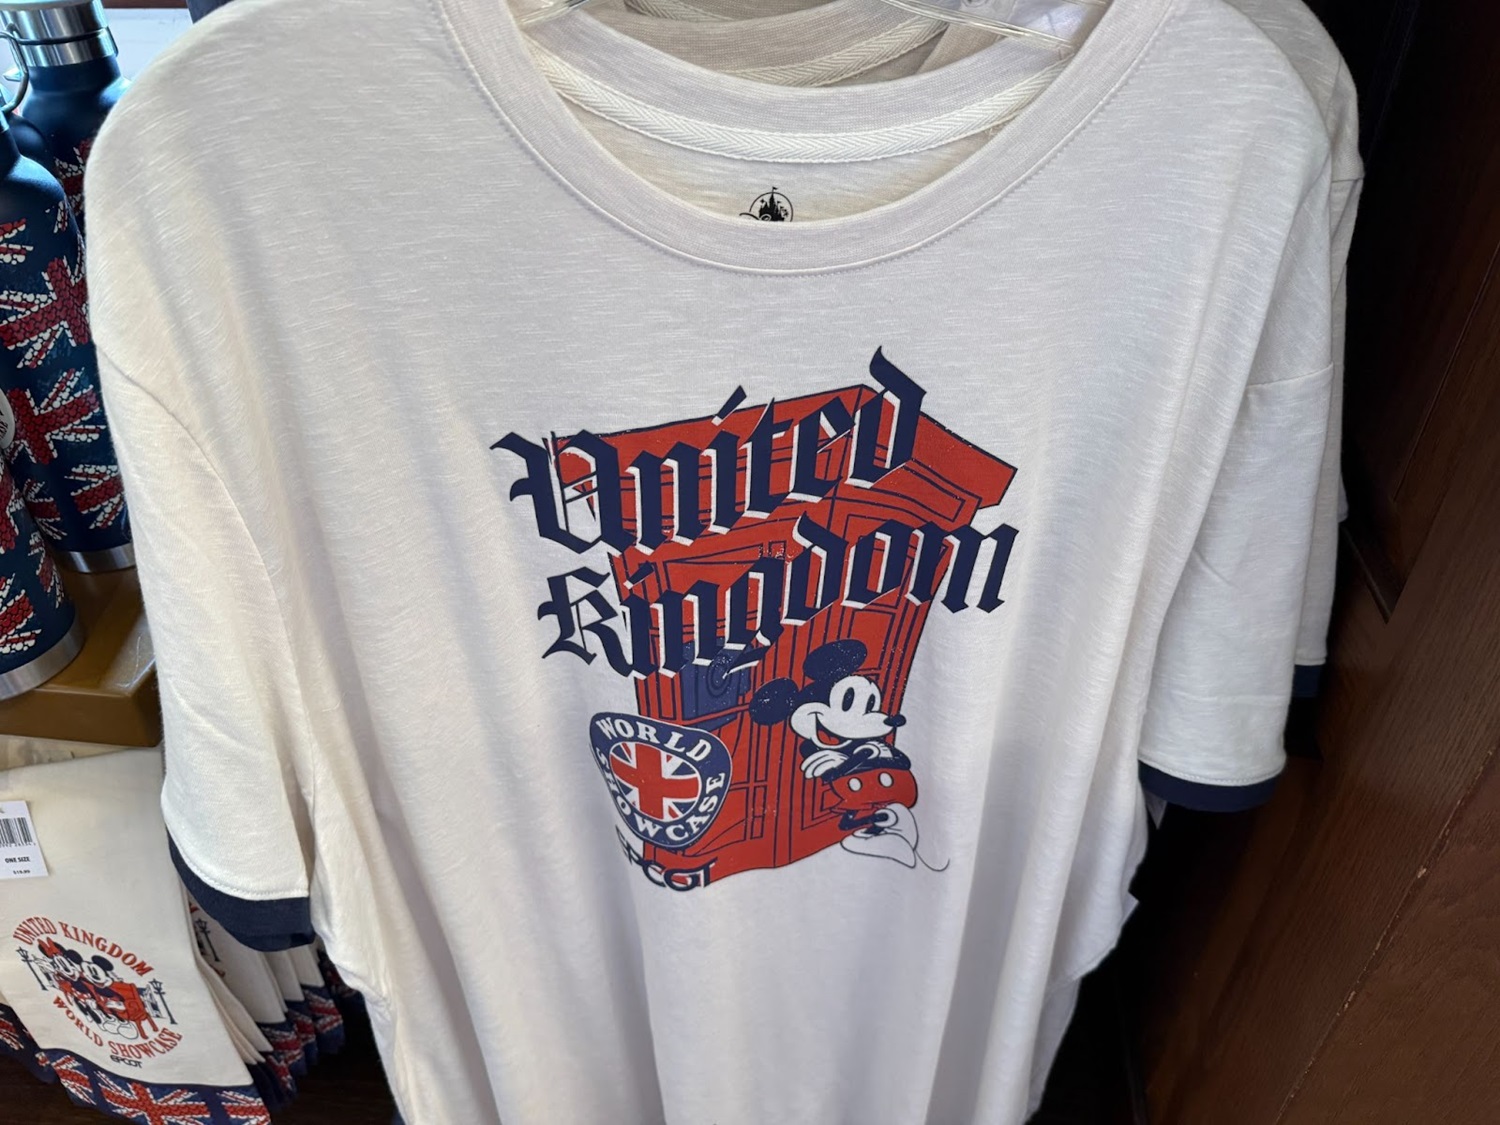 United
Kingdom
WORLD
SHOWCASE
EPCOT
ONE SIZE
UNITED KINGDOM
WORLD SHOWCASE
EPCOT